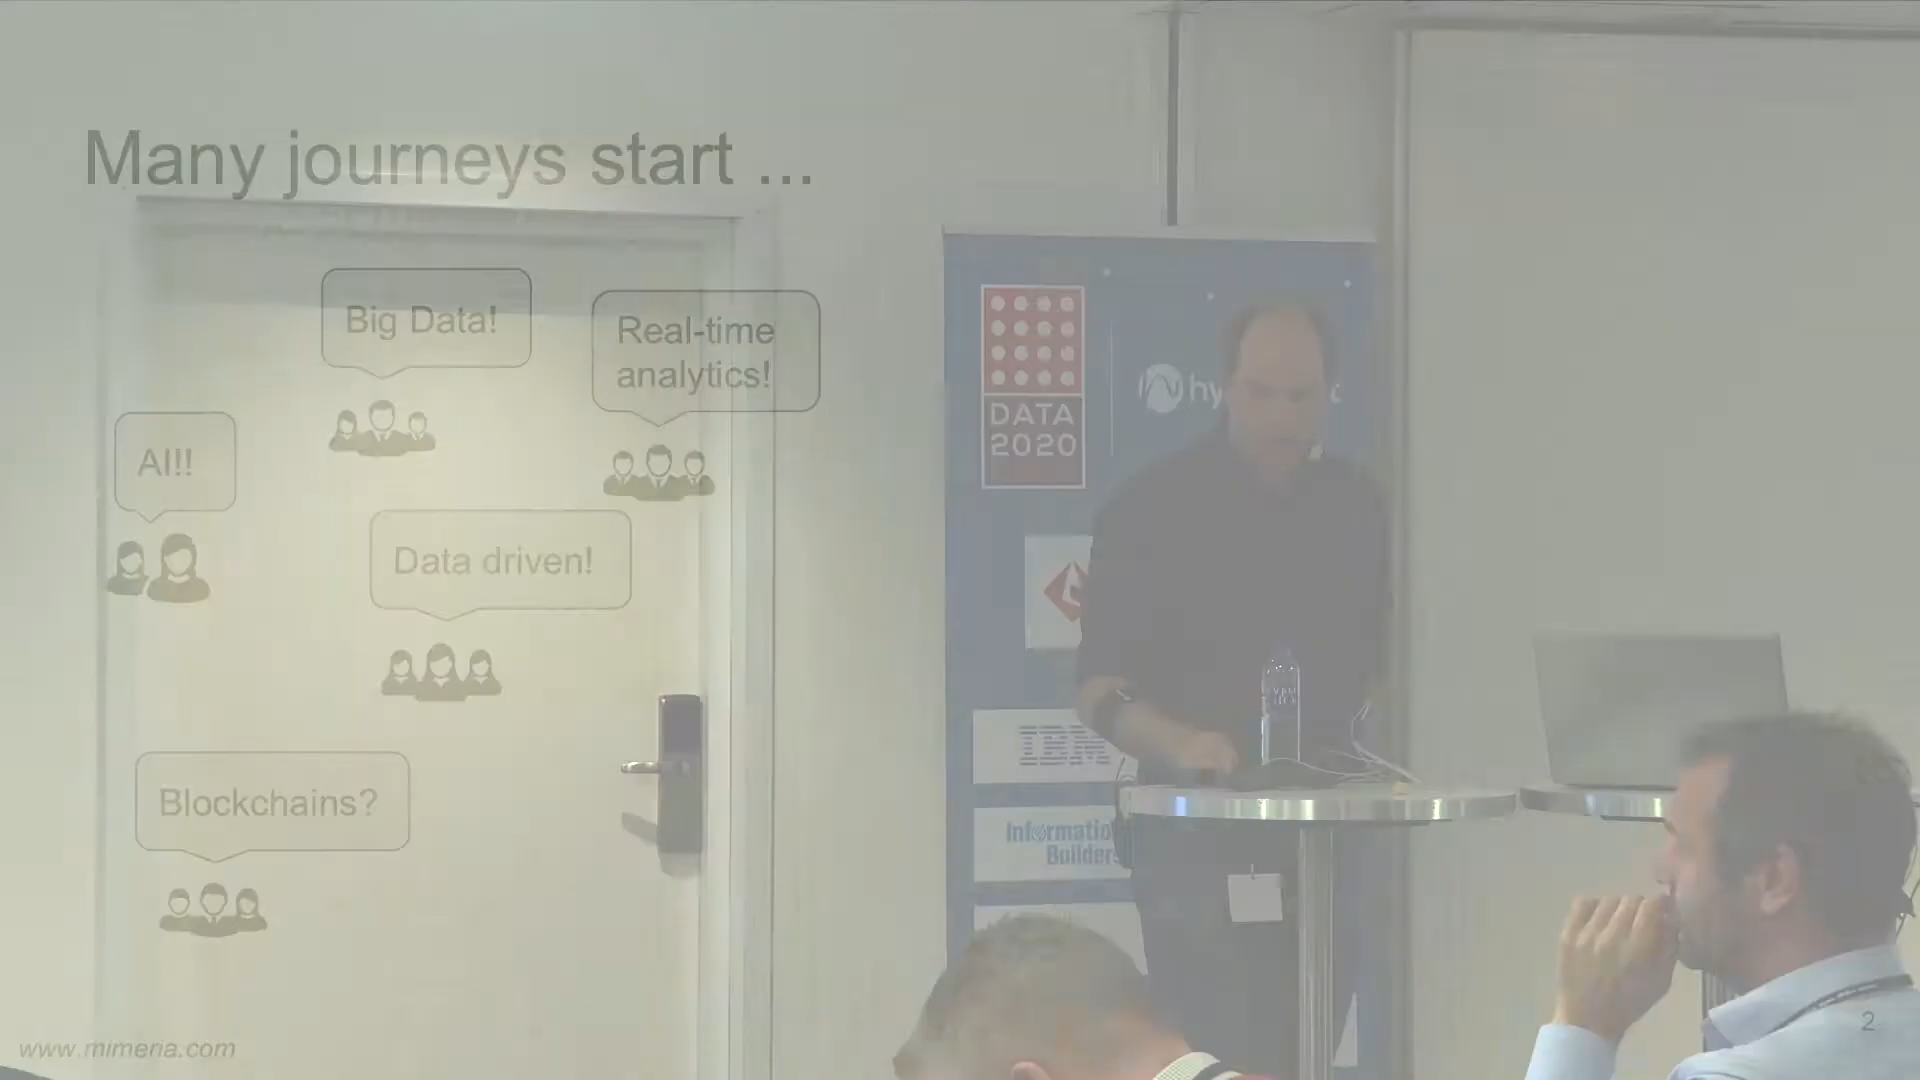 Many journeys start ...
Big Data!
Real-time
analytics!
AI!!
Data driven!
Blockchains?
www.mimeria.com
2
DATA
2020
IBM
Information
Builders